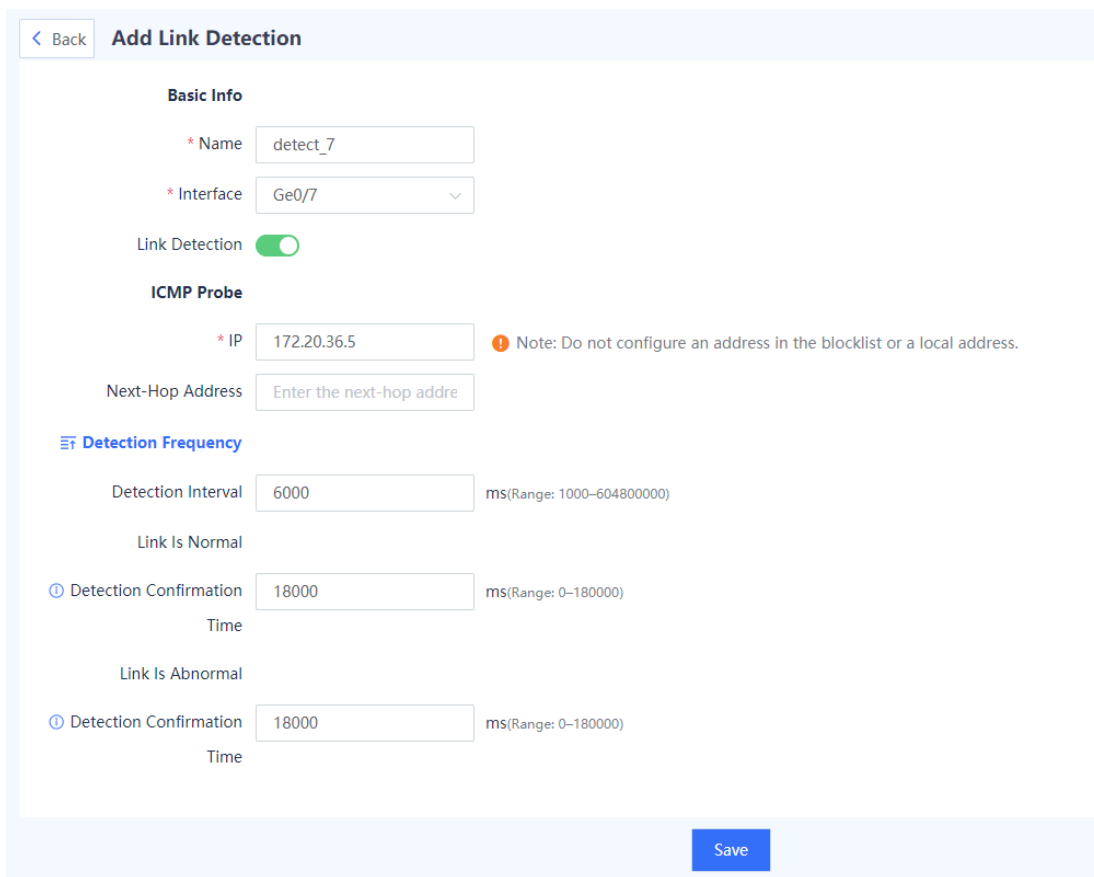 Back Add Link Detection
Basic Info
* Name detect_7
* Interface Ge0/7
Link Detection
ICMP Probe
* IP 172.20.36.5 Note: Do not configure an address in the blocklist or a local address.
Next-Hop Address Enter the next-hop addre
Detection Frequency
Detection Interval 6000 ms(Range: 1000–604800000)
Link Is Normal
Detection Confirmation 18000 ms(Range: 0–180000)
Time
Link Is Abnormal
Detection Confirmation 18000 ms(Range: 0–180000)
Time
Save